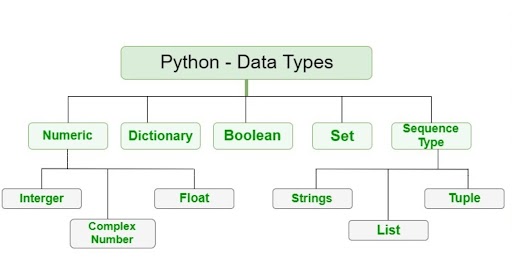 Python - Data Types
Numeric
Dictionary
Boolean
Set
Sequence
Type
Interger
Complex
Number
Float
Strings
List
Tuple